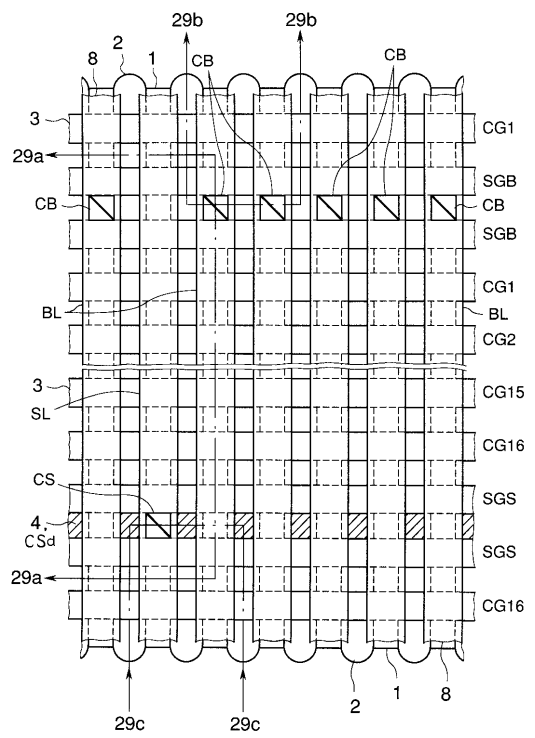 29b 29b
8 2 1 CB CB
3 CG1
29a
SGB
CB CB
SGB
CG1
BL BL
CG2
3 CG15
SL
CG16
CS
SGS
4,
CSd
SGS
29a
CG16
2 1 8
29c 29c